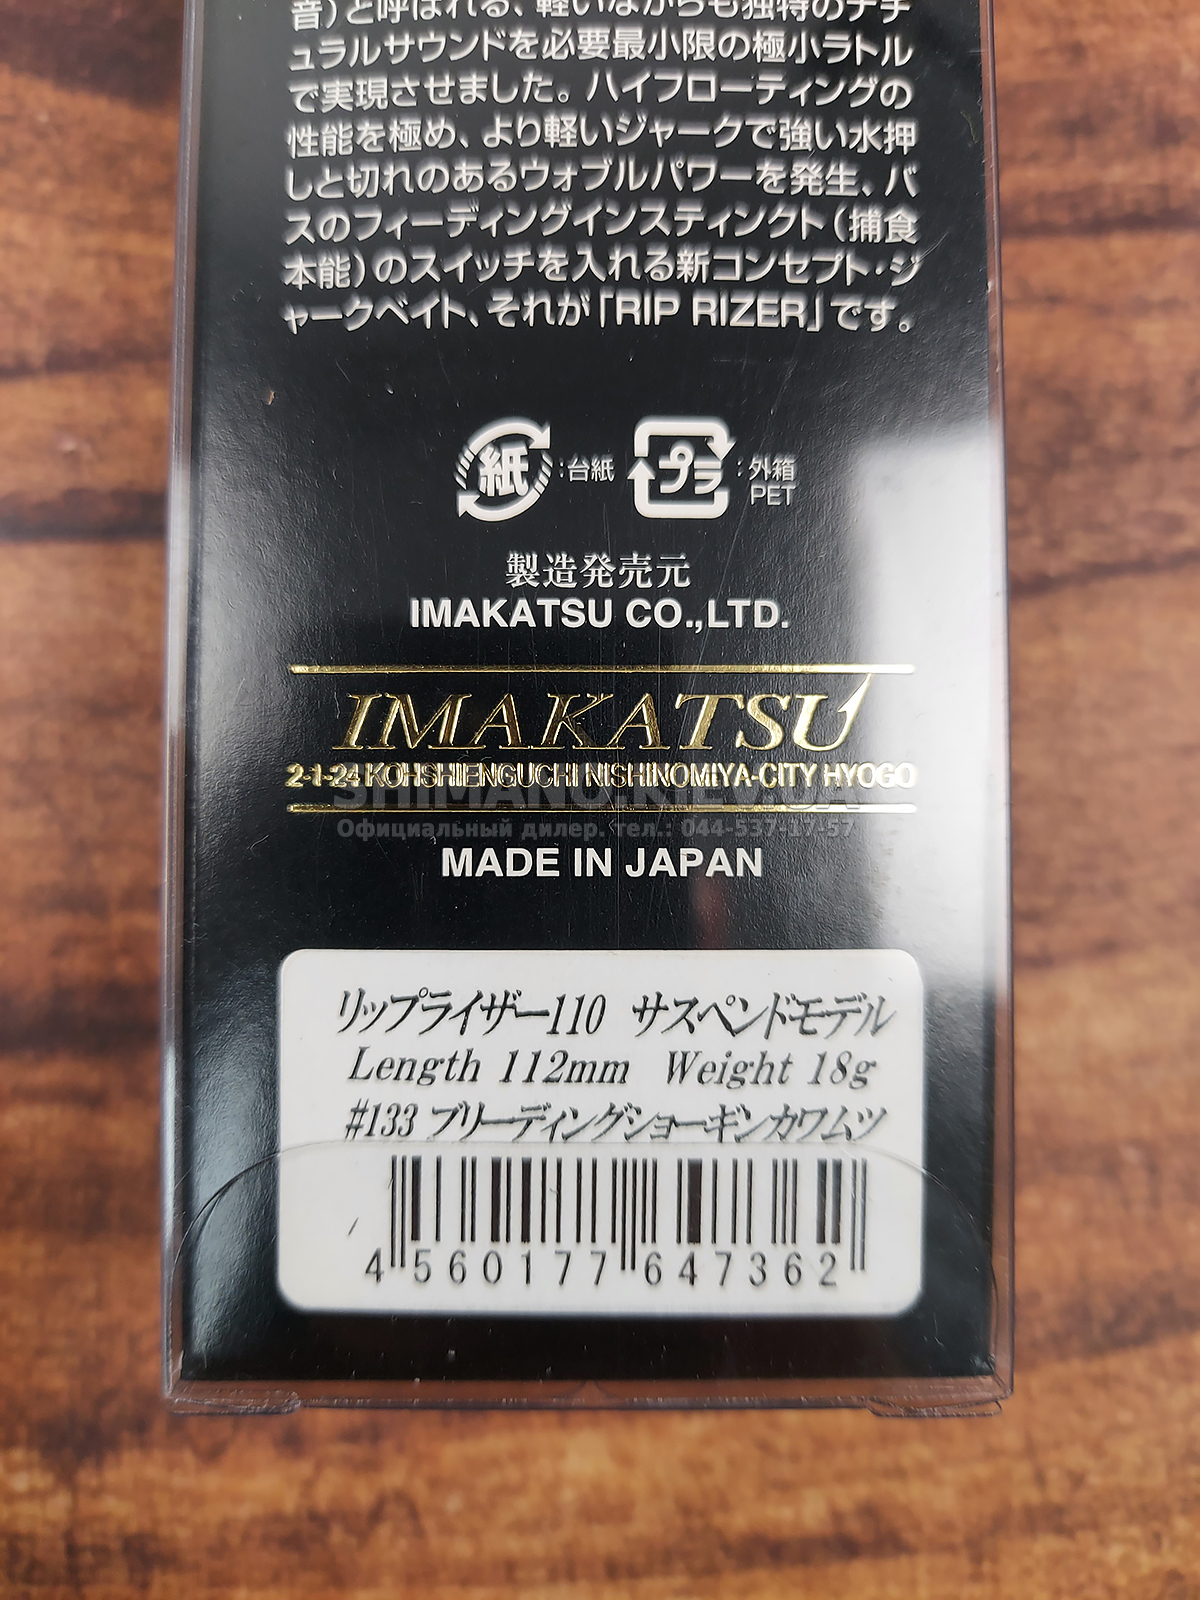 音）と呼ばれる、軽いながらも独特のナチ
ュラルサウンドを必要最小限の極小ラトル
で実現させました。ハイフローティングの
性能を極め、より軽いジャークで強い水押
しと切れのあるウォブルパワーを発生、バ
スのフィーディングインスティンクト（捕食
本能）のスイッチを入れる新コンセプト・ジ
ャークベイト、それが「RIP RIZER」です。
紙 :台紙 プラ :外箱
PET
製造発売元
IMAKATSU CO.,LTD.
IMAKATSU
2-1-24 KOHSHIENGUCHI NISHINOMIYA-CITY HYOGO
SHIMANO.KIEV.UA
Официальный дилер. тел.: 044-537-17-57
MADE IN JAPAN
リップライザー110 サスペンドモデル
Length 112mm Weight 18g
#133 ブリーディングショーギンカワムツ
4 560177 647362